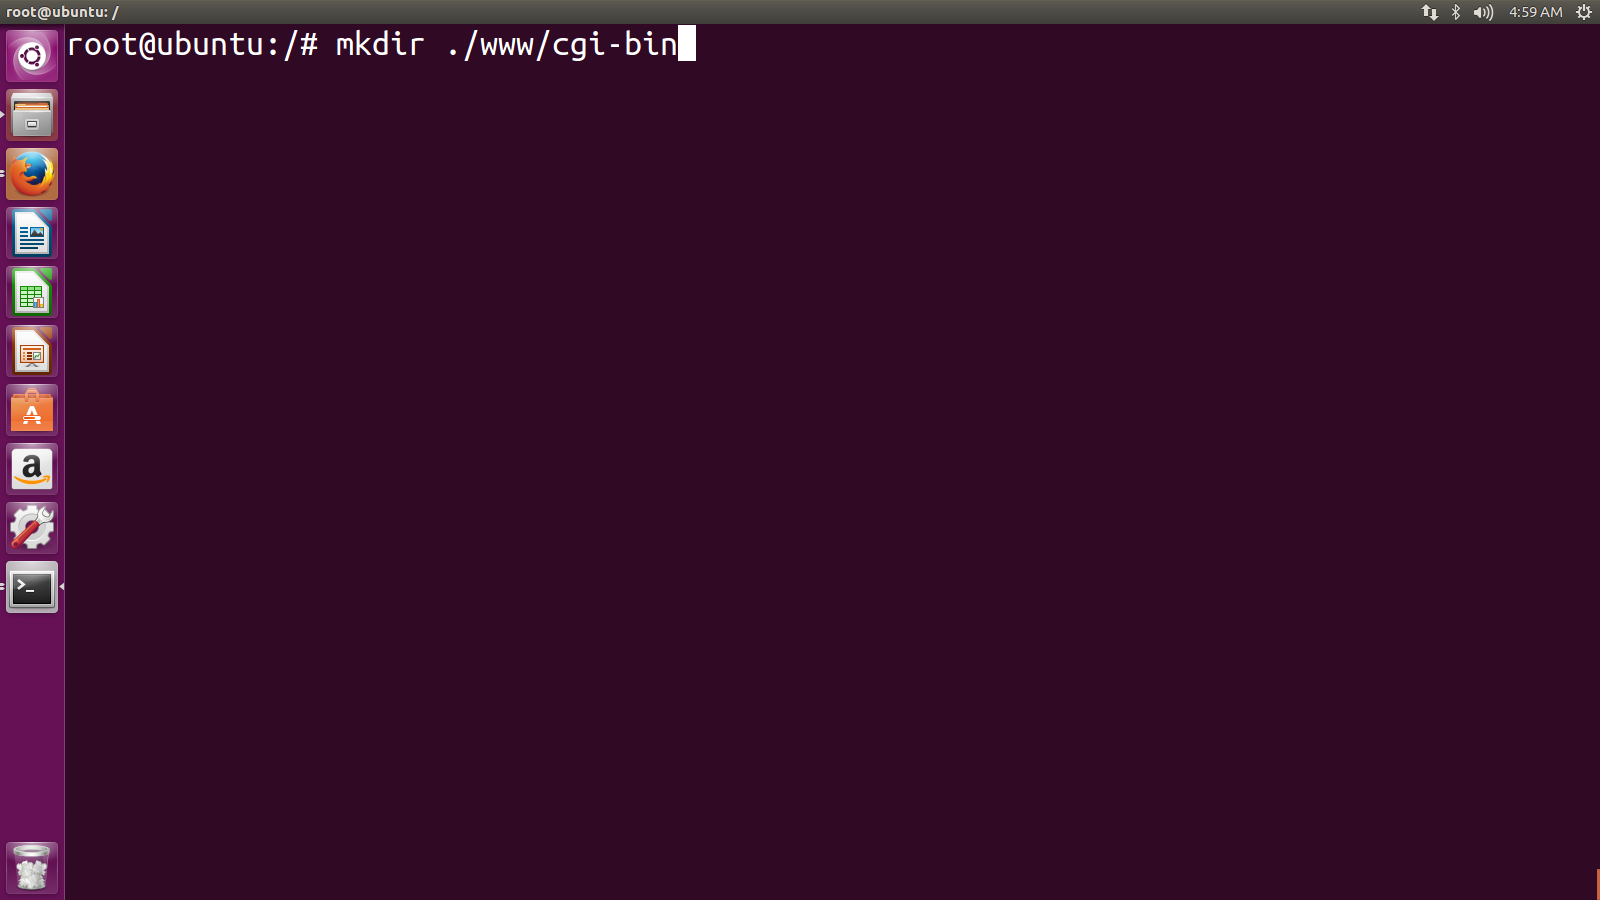 root@ubuntu: /
4:59 AM
root@ubuntu:/# mkdir ./www/cgi-bin